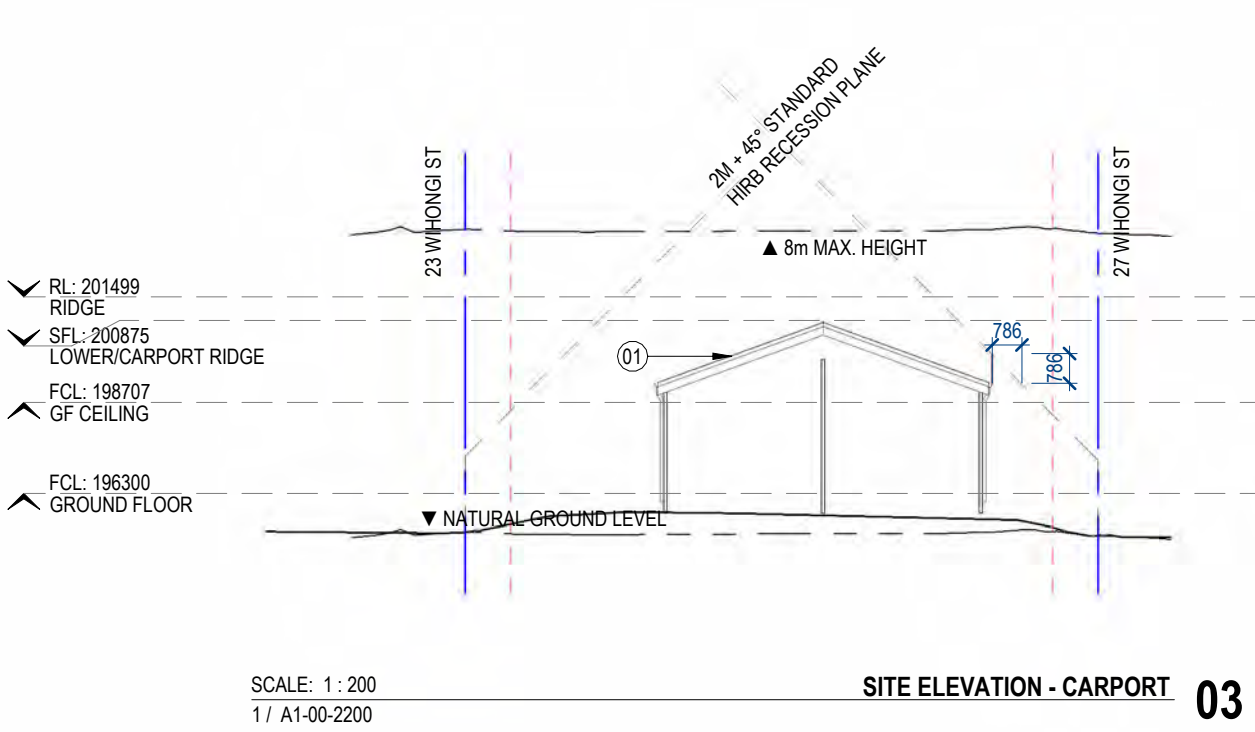 2M + 45° STANDARD
HIRB RECESSION PLANE
23 WIHONGI ST
27 WIHONGI ST
▲ 8m MAX. HEIGHT
RL: 201499
RIDGE
SFL: 200875
LOWER/CARPORT RIDGE
786
786
01
FCL: 198707
GF CEILING
FCL: 196300
GROUND FLOOR
▼ NATURAL GROUND LEVEL
SCALE: 1 : 200
SITE ELEVATION - CARPORT
03
1 / A1-00-2200